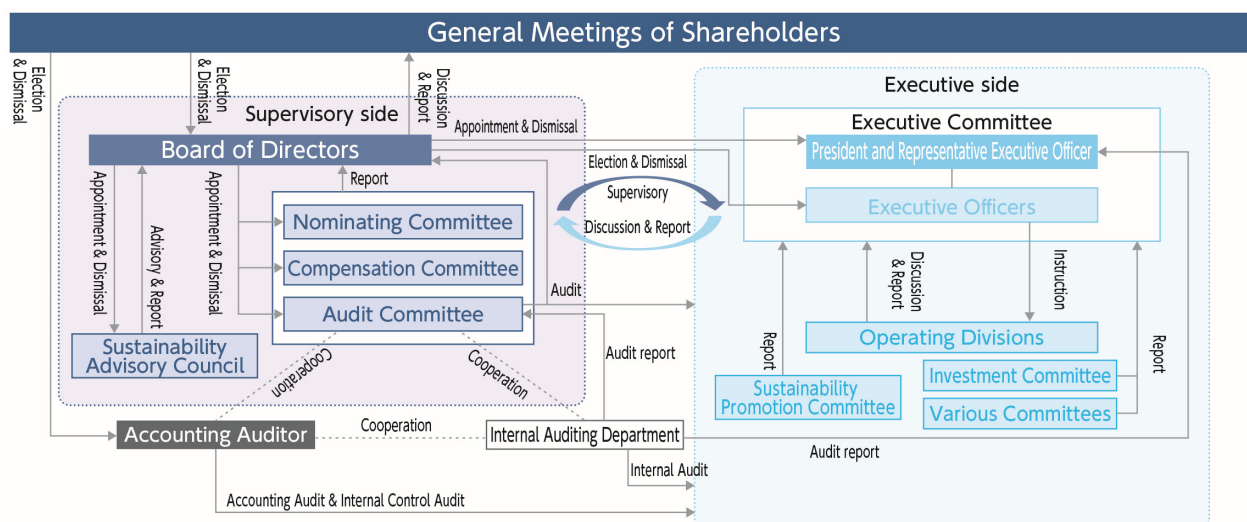 General Meetings of Shareholders
Election
& Dismissal
Election
& Dismissal
Discussion
& Report
Supervisory side
Board of Directors
Appointment & Dismissal
Advisory & Report
Appointment & Dismissal
Report
Nominating Committee
Compensation Committee
Audit Committee
Sustainability
Advisory Council
Appointment & Dismissal
Election & Dismissal
Supervisory
Discussion & Report
Audit
Executive side
Executive Committee
President and Representative Executive Officer
Executive Officers
Discussion
& Report
Instruction
Report
Report
Operating Divisions
Sustainability
Promotion Committee
Investment Committee
Various Committees
Cooperation
Cooperation
Audit report
Accounting Auditor
Cooperation
Internal Auditing Department
Audit report
Internal Audit
Accounting Audit & Internal Control Audit